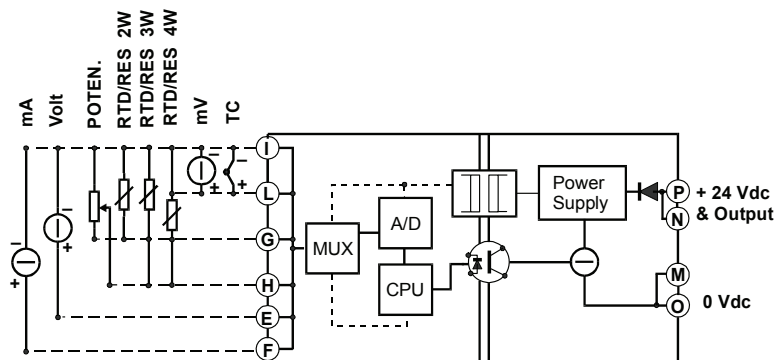 mA
Volt
POTEN.
RTD/RES 2W
RTD/RES 3W
RTD/RES 4W
mV
TC
I
L
G
H
E
F
MUX
A/D
CPU
Power
Supply
P
N
M
O
+ 24 Vdc
& Output
0 Vdc